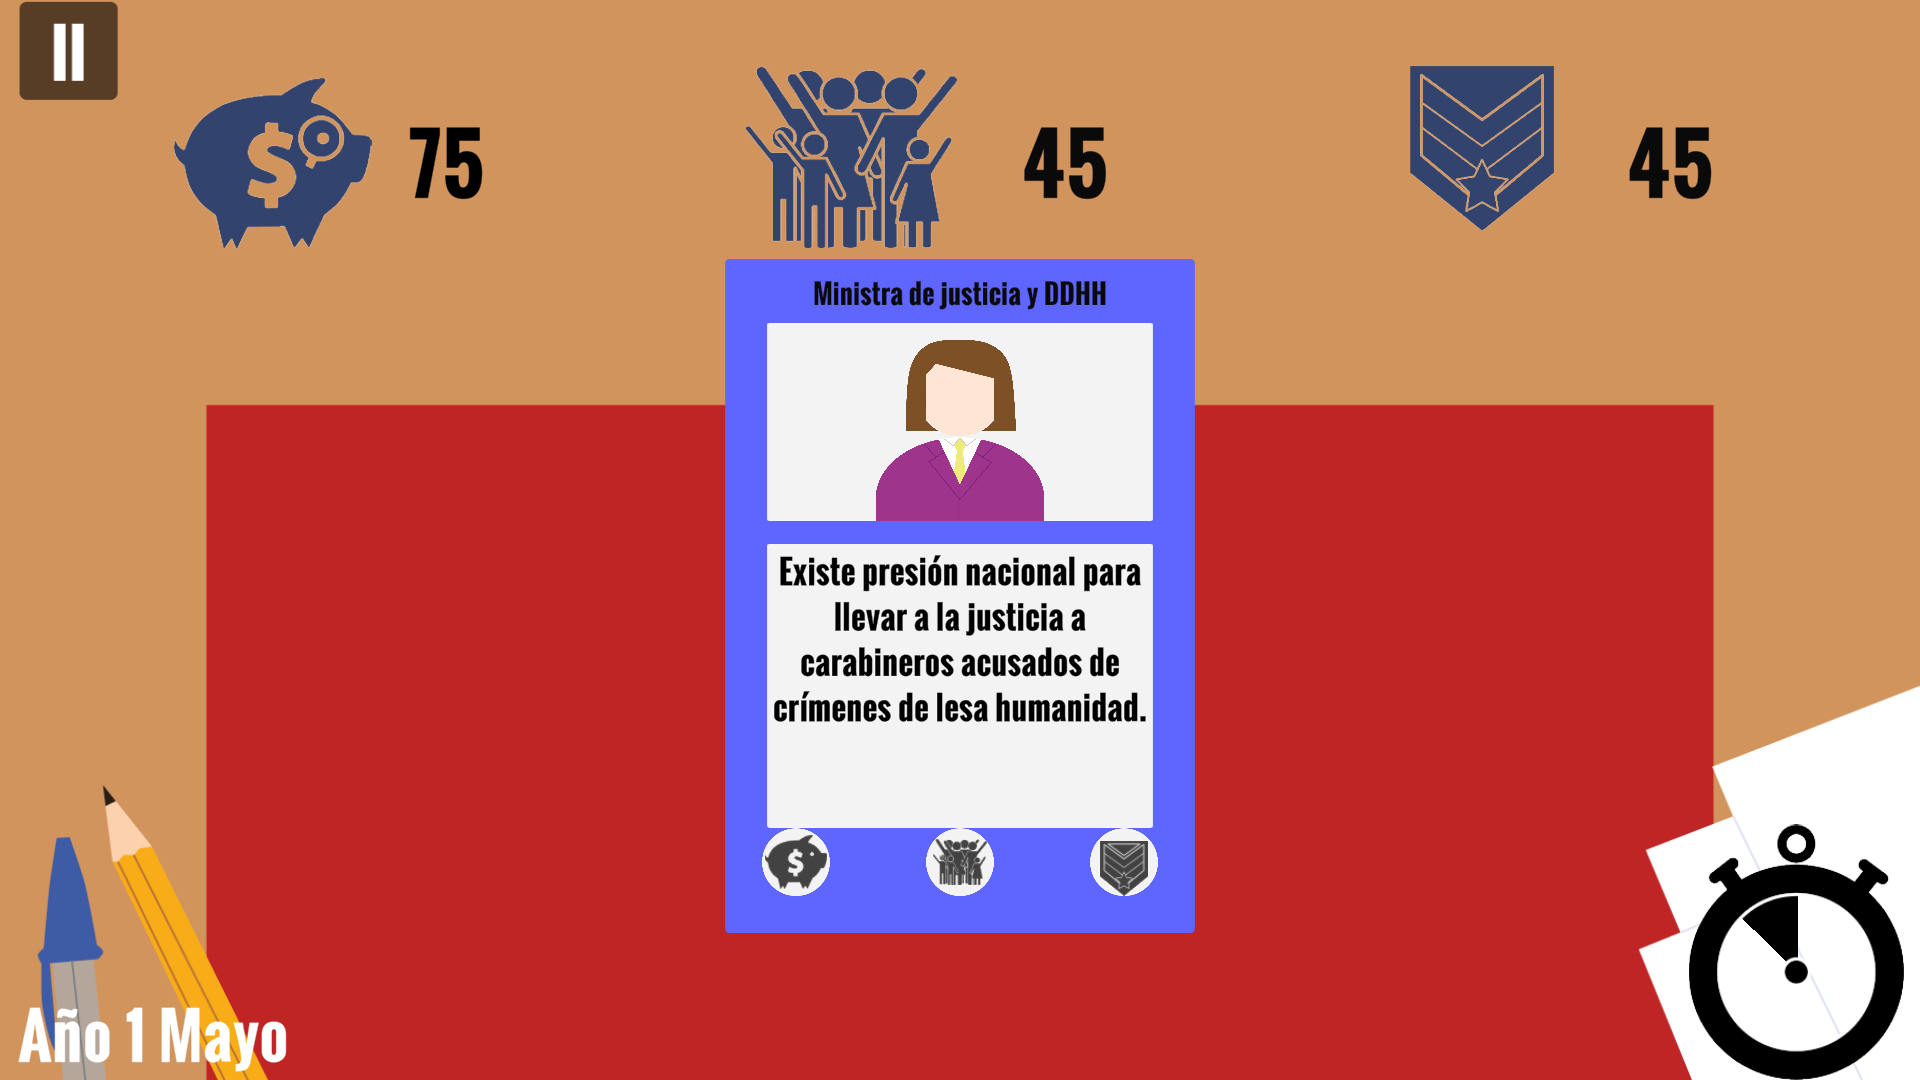 75
45
45
Ministra de justicia y DDHH
Existe presión nacional para
llevar a la justicia a
carabineros acusados de
crímenes de lesa humanidad.
Año 1 Mayo